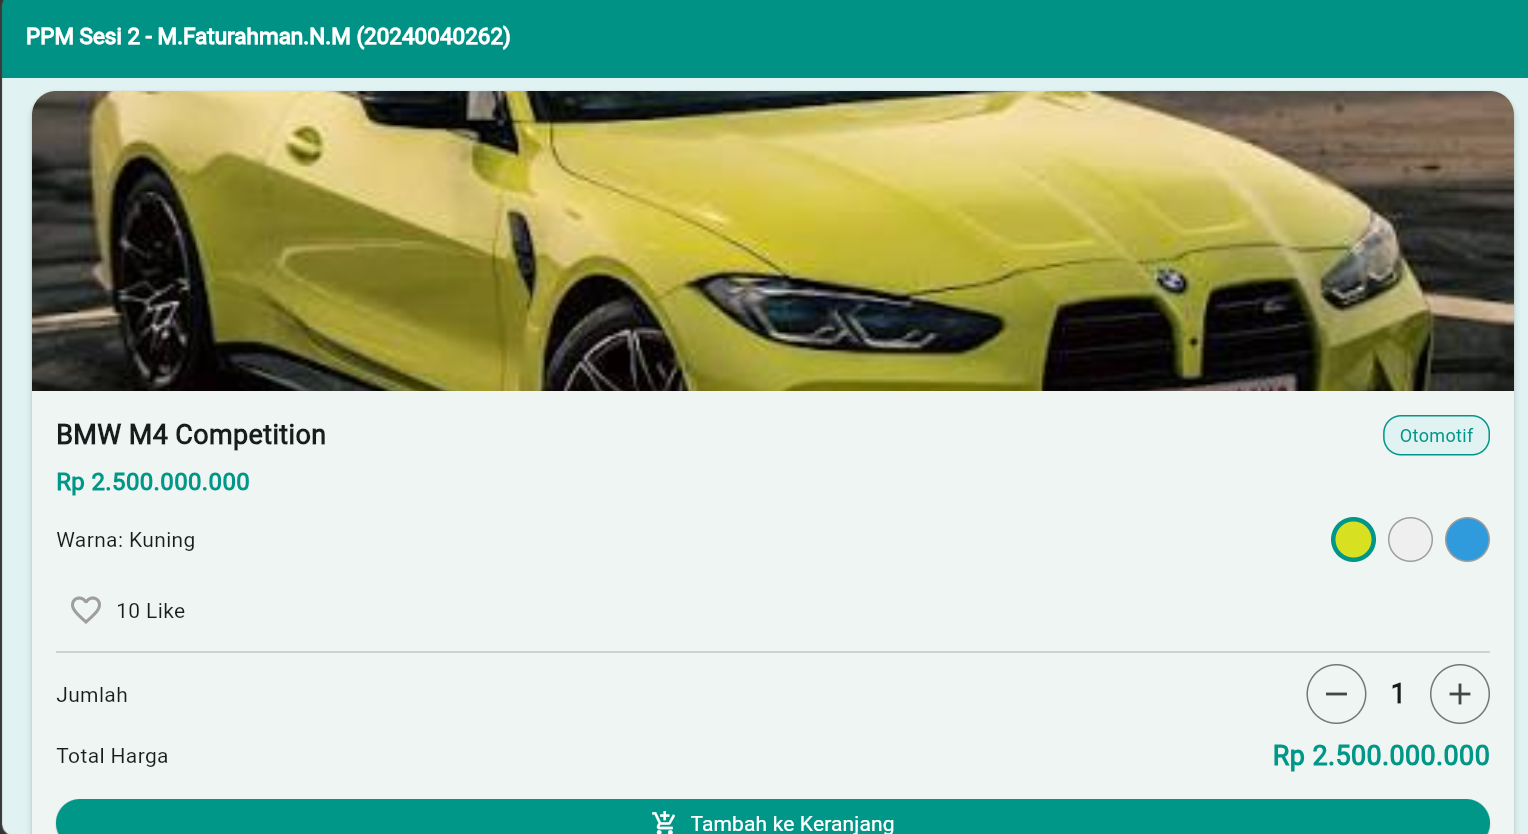 PPM Sesi 2 - M.Faturahman.N.M (20240040262)
BMW M4 Competition
Otomotif
Rp 2.500.000.000
Warna: Kuning
10 Like
Jumlah
1
Total Harga
Rp 2.500.000.000
Tambah ke Keranjang